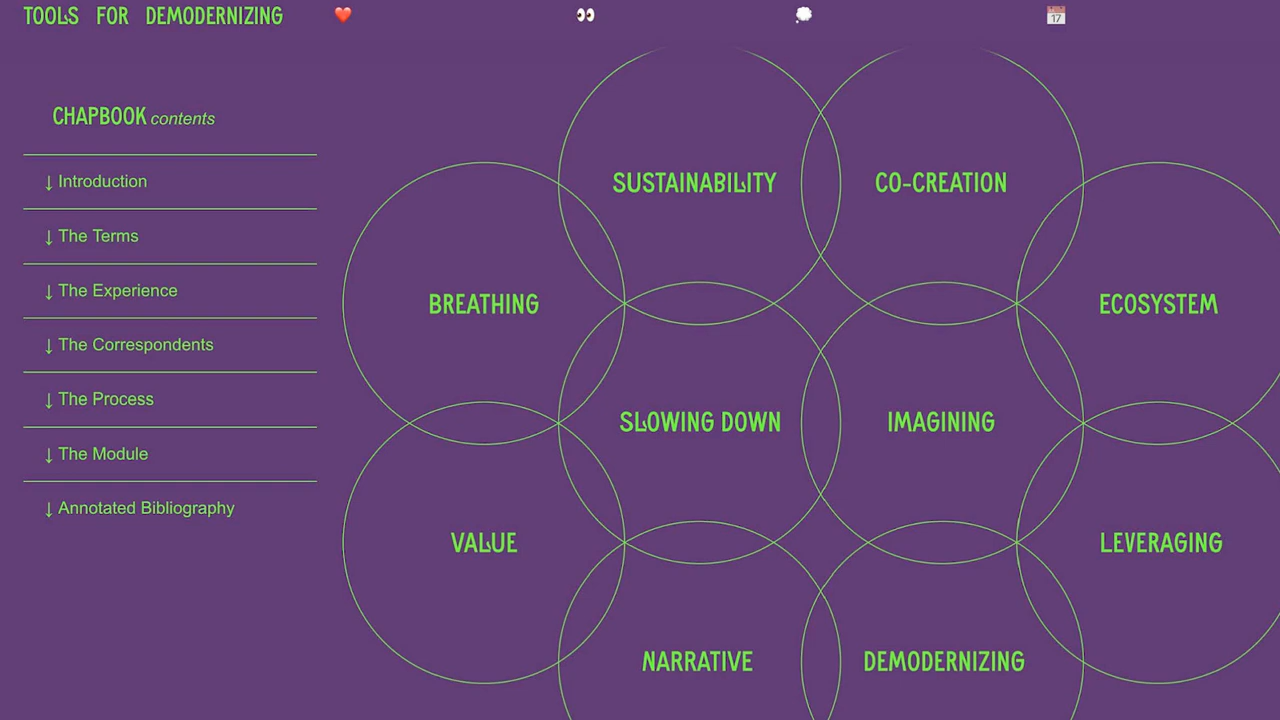 TOOLS FOR DEMODERNIZING ❤️ 👀 💭 📅
17
CHAPBOOK contents
↓ Introduction
↓ The Terms
↓ The Experience
↓ The Correspondents
↓ The Process
↓ The Module
↓ Annotated Bibliography
SUSTAINABILITY
CO-CREATION
BREATHING
ECOSYSTEM
SLOWING DOWN
IMAGINING
VALUE
LEVERAGING
NARRATIVE
DEMODERNIZING